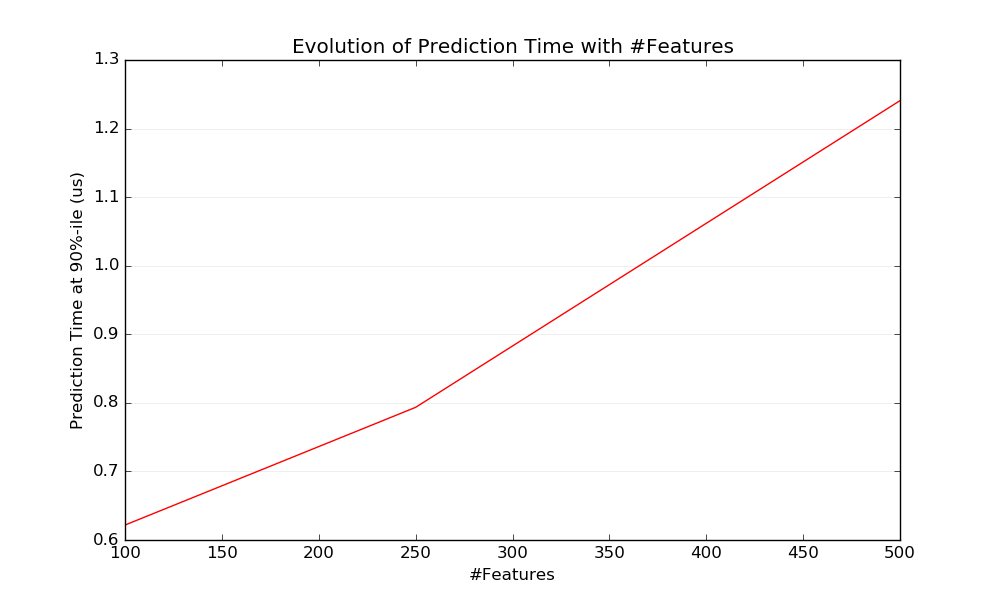 Evolution of Prediction Time with #Features
1.3
1.2
1.1
1.0
0.9
0.8
0.7
0.6
Prediction Time at 90%-ile (us)
100 150 200 250 300 350 400 450 500
#Features